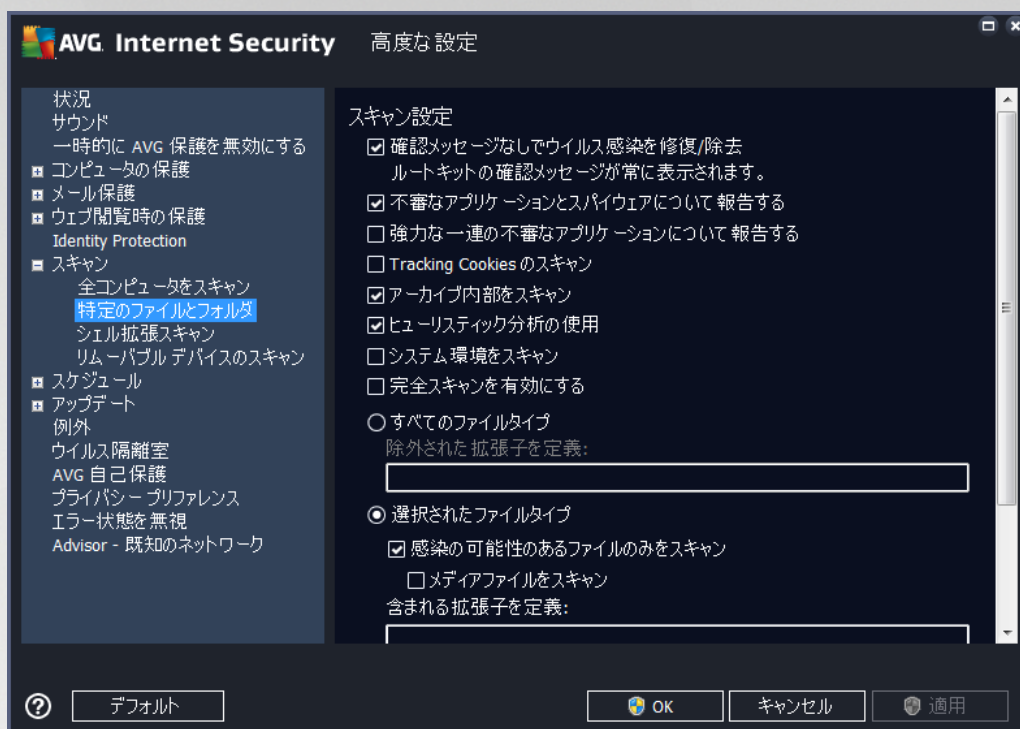 AVG. Internet Security 高度な設定
状況
サウンド
一時的に AVG 保護を無効にする
コンピュータの保護
メール保護
ウェブ閲覧時の保護
Identity Protection
スキャン
全コンピュータをスキャン
特定のファイルとフォルダ
シェル拡張スキャン
リムーバブル デバイスのスキャン
スケジュール
アップデート
例外
ウイルス隔離室
AVG 自己保護
プライバシー プリファレンス
エラー状態を無視
Advisor - 既知のネットワーク
スキャン設定
確認メッセージなしでウイルス感染を修復/除去
ルートキットの確認メッセージが常に表示されます。
不審なアプリケーションとスパイウェアについて報告する
強力な一連の不審なアプリケーションについて報告する
Tracking Cookies のスキャン
アーカイブ内部をスキャン
ヒューリスティック分析の使用
システム環境をスキャン
完全スキャンを有効にする
すべてのファイルタイプ
除外された拡張子を定義:
選択されたファイルタイプ
感染の可能性のあるファイルのみをスキャン
メディアファイルをスキャン
含まれる拡張子を定義:
デフォルト OK キャンセル 適用